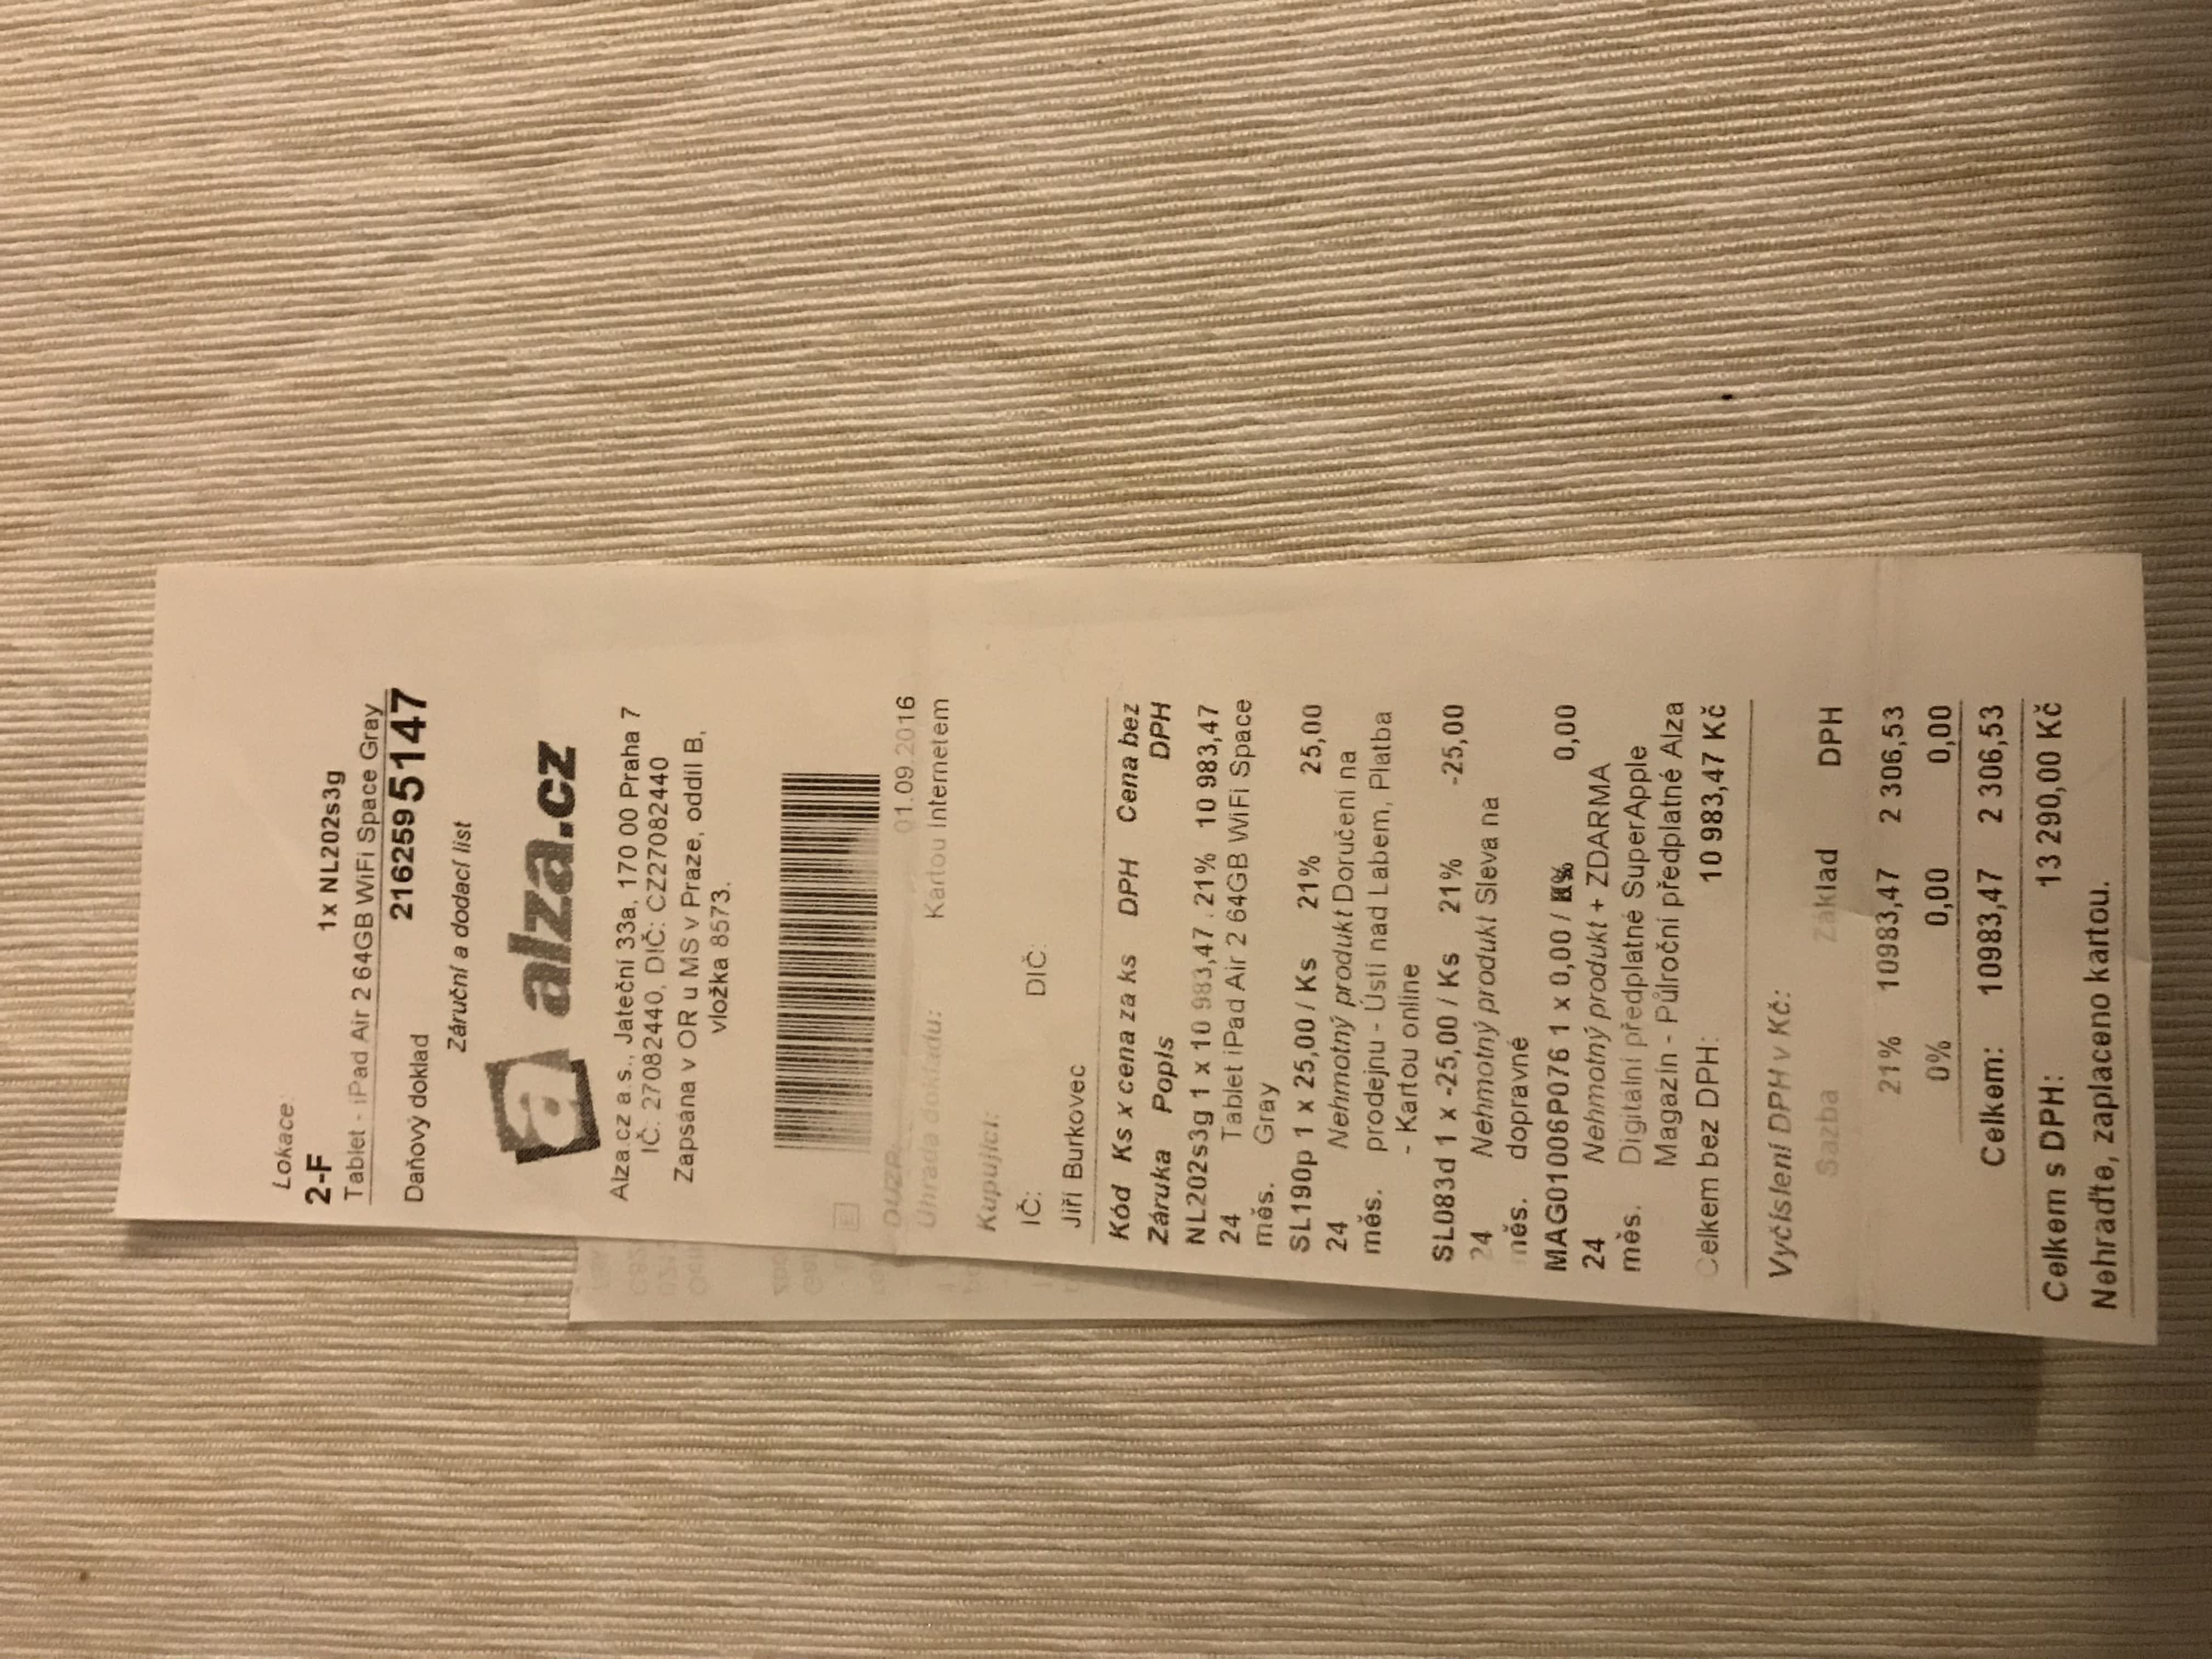 Lokace:
2-F 1x NL202s3g
Tablet - iPad Air 2 64GB WiFi Space Gray
Daňový doklad 2162595147
Záruční a dodací list
a alza.cz
Alza.cz a.s., Jateční 33a, 170 00 Praha 7
IČ. 27082440, DIČ: CZ27082440
Zapsána v OR u MS v Praze, oddíl B,
vložka 8573.
DUZP 01.09.2016
Úhrada dokladu: Kartou Internetem
Kupující:
IČ: DIČ:
Jiří Burkovec
Kód Ks x cena za ks DPH Cena bez
Záruka Popis DPH
NL202s3g 1 x 10 983,47 21% 10 983,47
24 Tablet iPad Air 2 64GB WiFi Space
měs. Gray
SL190p 1 x 25,00 / Ks 21% 25,00
24 Nehmotný produkt Doručení na
měs. prodejnu - Ústí nad Labem, Platba
- Kartou online
SL083d 1 x -25,00 / Ks 21% -25,00
24 Nehmotný produkt Sleva na
měs. dopravné
MAG01006P076 1 x 0,00 / 0,00
24 Nehmotný produkt + ZDARMA
měs. Digitální předplatné SuperApple
Magazín - Půlroční předplatné Alza
Celkem bez DPH: 10 983,47 Kč
Vyčíslení DPH v Kč:
Sazba Základ DPH
21% 10983,47 2 306,53
0% 0,00 0,00
Celkem: 10983,47 2 306,53
Celkem s DPH: 13 290,00 Kč
Nehraďte, zaplaceno kartou.